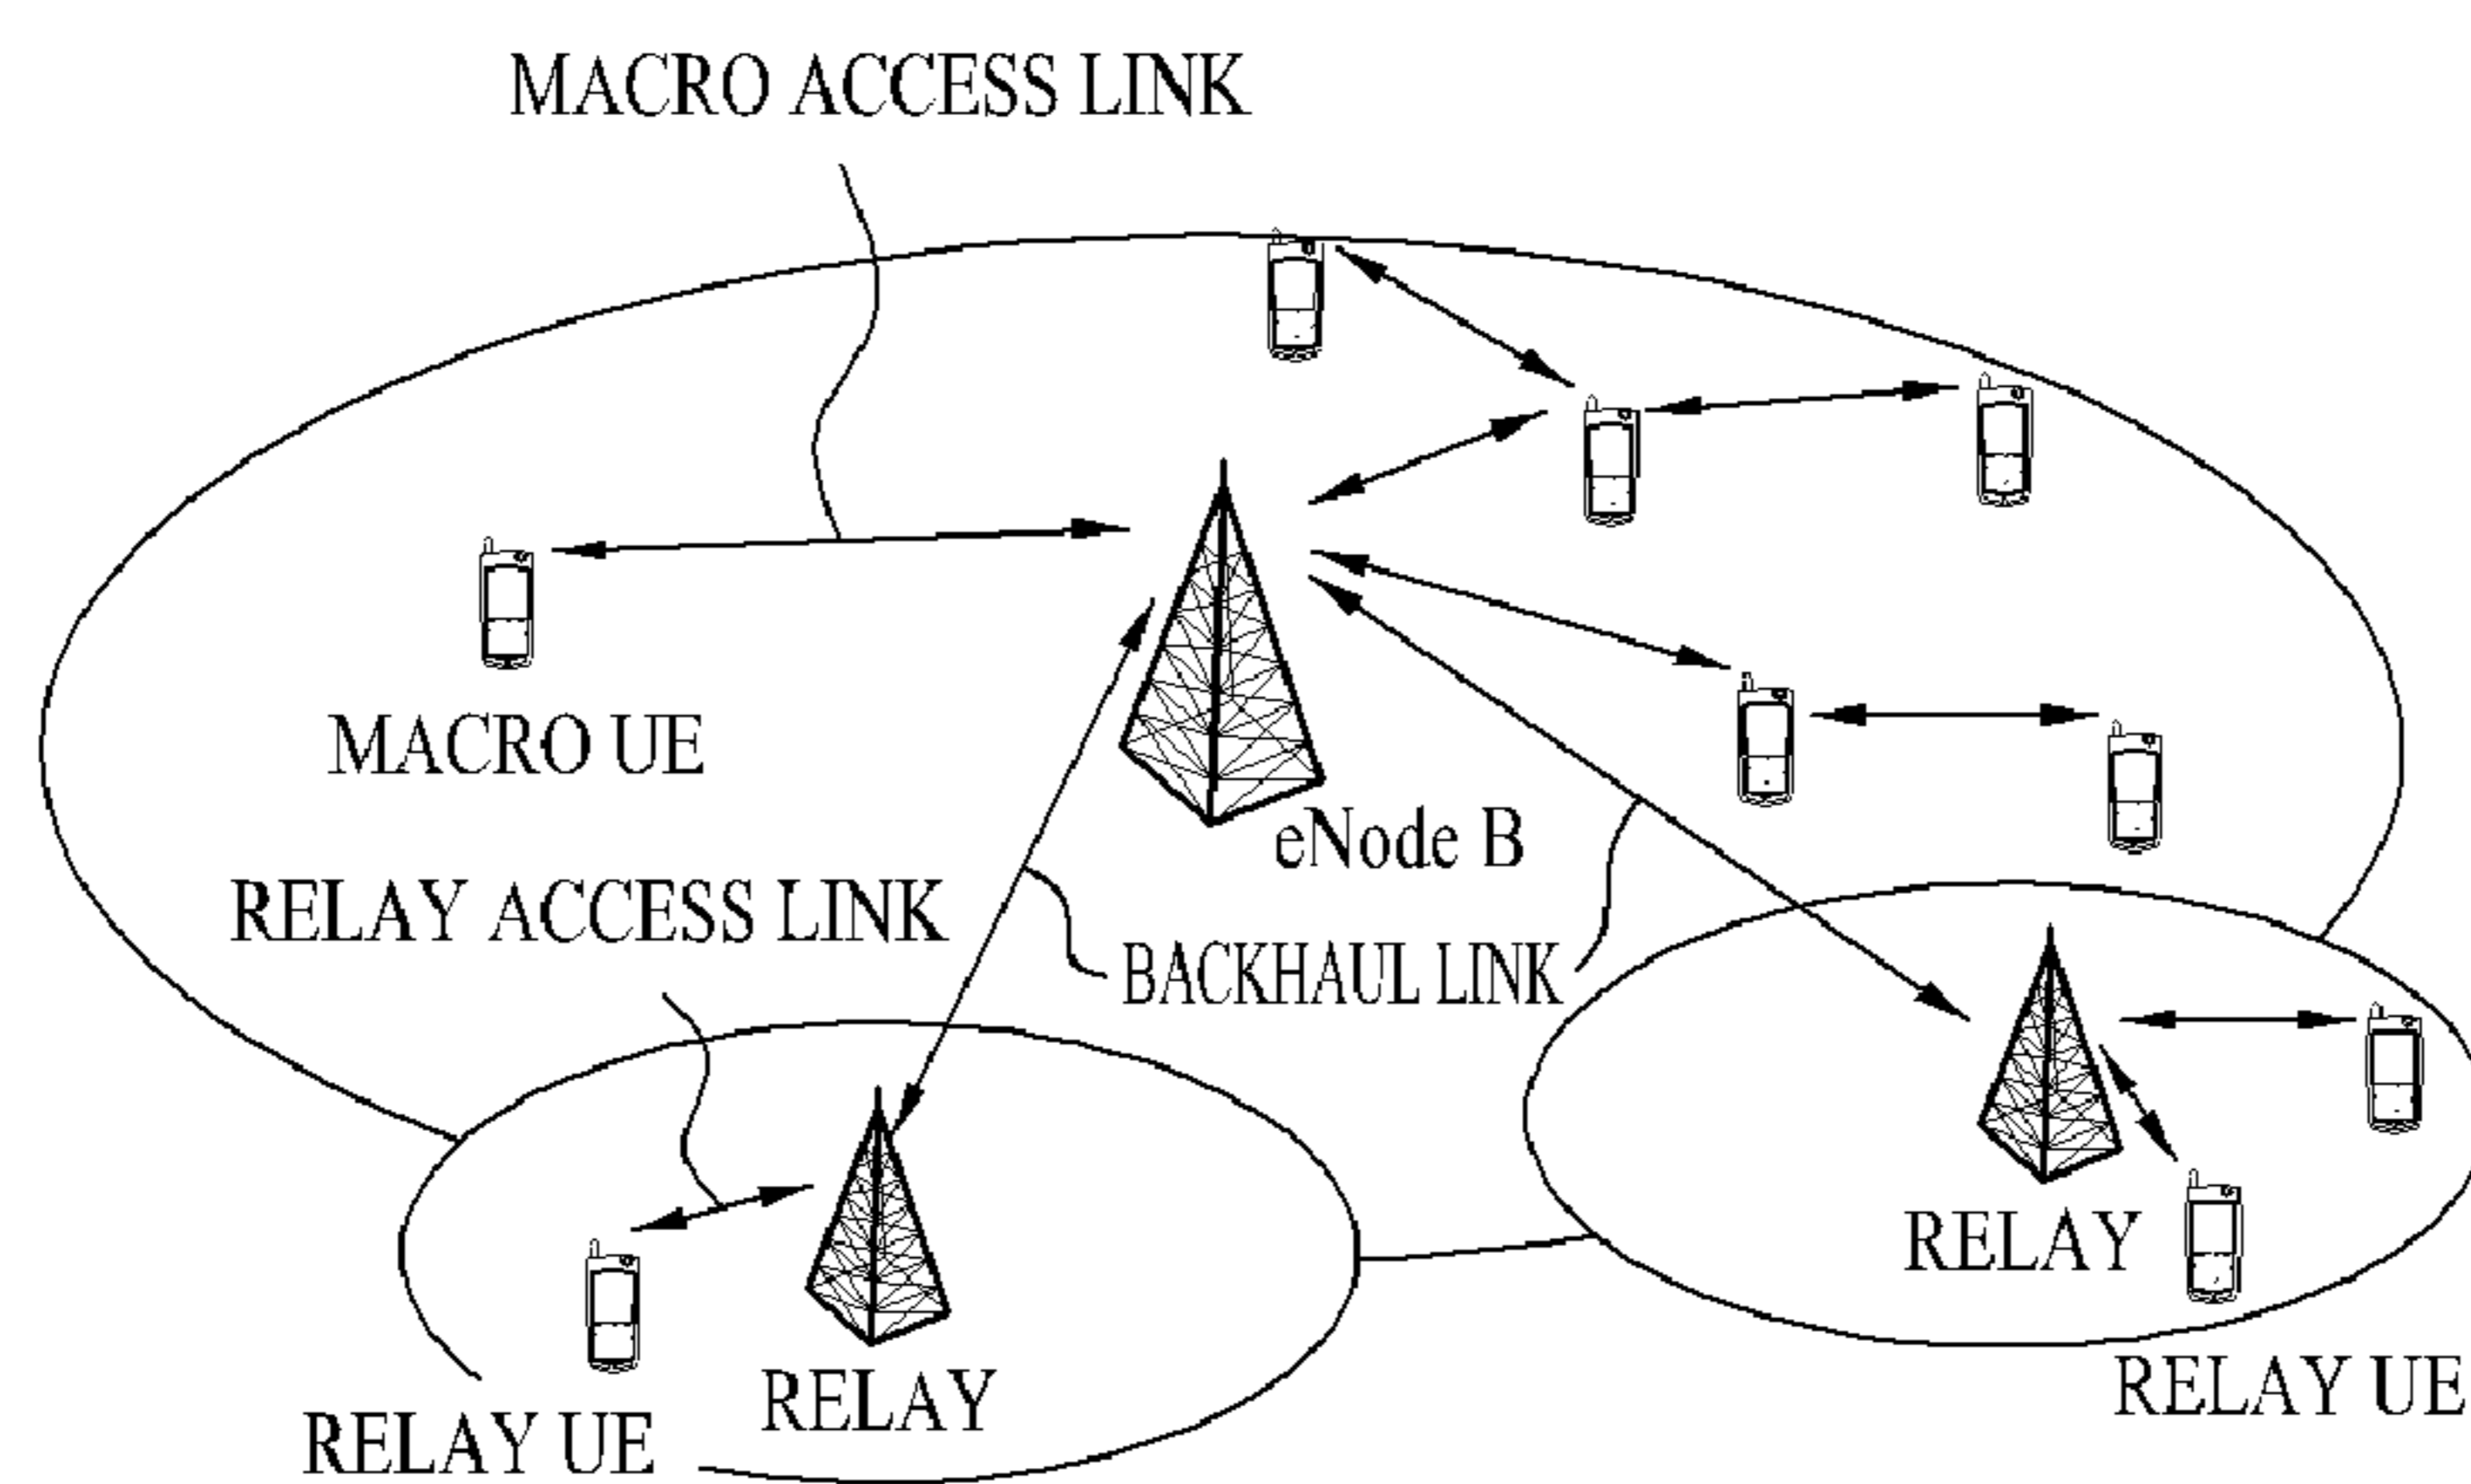 MACRO ACCESS LINK
MACRO UE
eNode B
RELAY ACCESS LINK
BACKHAUL LINK
RELAY
RELAY UE
RELAY
RELAY UE